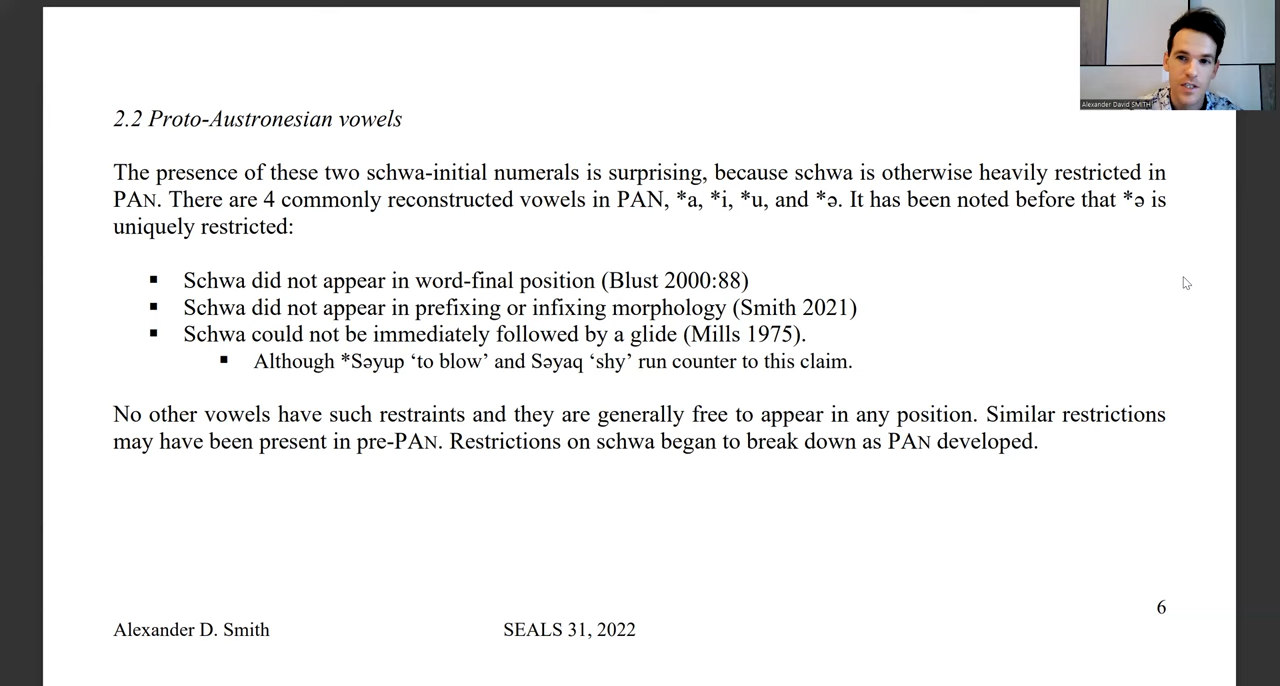 Alexander David SMITH
2.2 Proto-Austronesian vowels
The presence of these two schwa-initial numerals is surprising, because schwa is otherwise heavily restricted in
PAN. There are 4 commonly reconstructed vowels in PAN, *a, *i, *u, and *ə. It has been noted before that *ə is
uniquely restricted:
▪ Schwa did not appear in word-final position (Blust 2000:88)
▪ Schwa did not appear in prefixing or infixing morphology (Smith 2021)
▪ Schwa could not be immediately followed by a glide (Mills 1975).
▪ Although *Səyup ‘to blow’ and Səyaq ‘shy’ run counter to this claim.
No other vowels have such restraints and they are generally free to appear in any position. Similar restrictions
may have been present in pre-PAN. Restrictions on schwa began to break down as PAN developed.
6
Alexander D. Smith SEALS 31, 2022